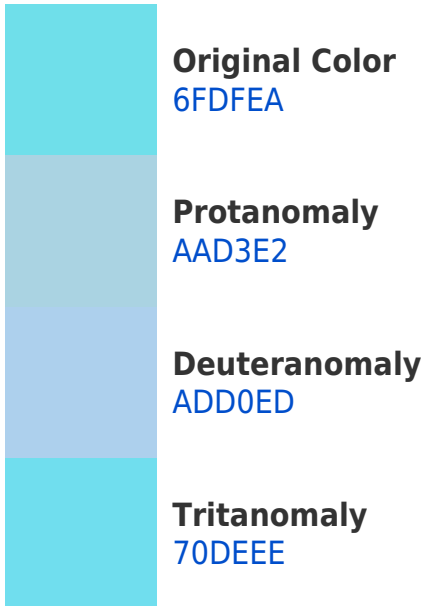 Original Color
6FDFEA
Protanomaly
AAD3E2
Deuteranomaly
ADD0ED
Tritanomaly
70DEEE